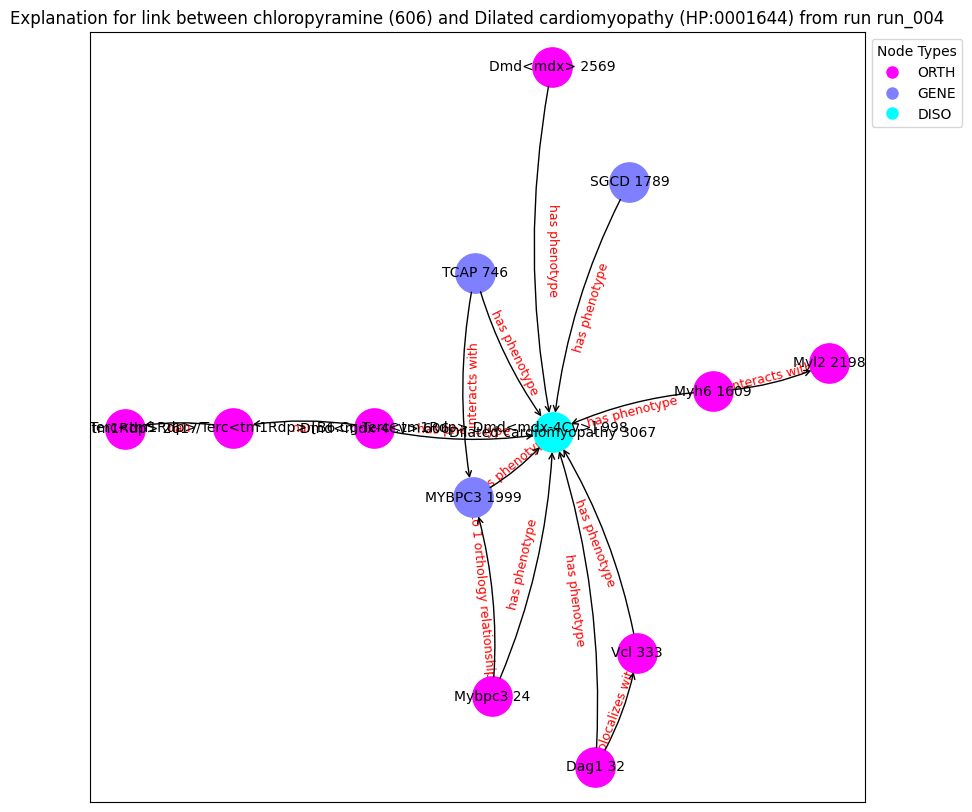 Explanation for link between chloropyramine (606) and Dilated cardiomyopathy (HP:0001644) from run run_004
Node Types
ORTH
GENE
DISO
Dmd<mdx> 2569
has phenotype
SGCD 1789
has phenotype
TCAP 746
has phenotype
interacts with
Myl2 2198
interacts with
Myh6 1609
has phenotype
Dilated Cardiomyopathy 3067
MYBPC3 1999
has phenotype
1 orthology relationship
has phenotype
has phenotype
has phenotype
Vcl 333
Mybpc3 24
colocalizes with
Dag1 32